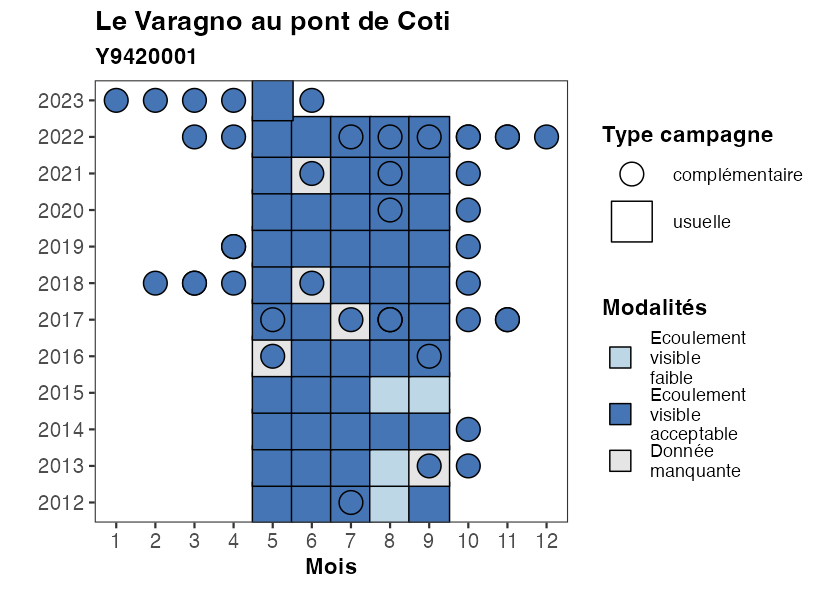 Le Varagno au pont de Coti
Y9420001
2023
2022
2021
2020
2019
2018
2017
2016
2015
2014
2013
2012
1 2 3 4 5 6 7 8 9 10 11 12
Mois
Type campagne
complémentaire
usuelle
Modalités
Ecoulement
visible
faible
Ecoulement
visible
acceptable
Donnée
manquante